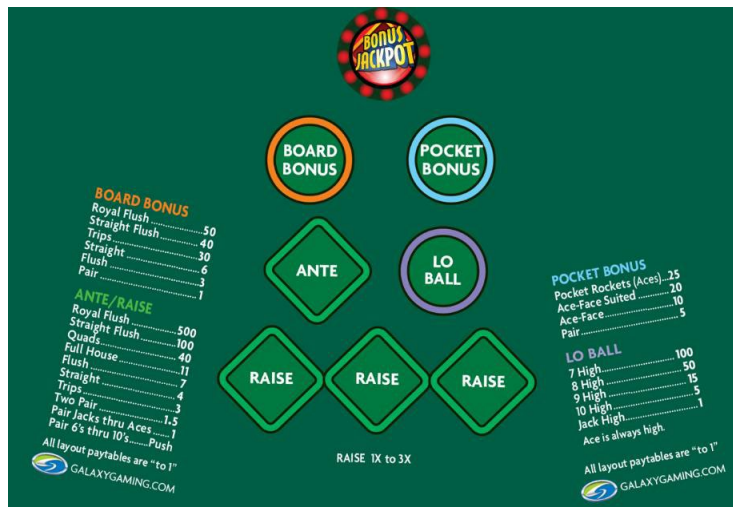 BONUS
JACKPOT
BOARD
BONUS
POCKET
BONUS
ANTE
LO
BALL
RAISE
RAISE
RAISE
RAISE 1X to 3X
BOARD BONUS
Royal Flush....................50
Straight Flush................40
Trips..............................30
Straight..........................6
Flush..............................3
Pair................................1
ANTE/RAISE
Royal Flush....................500
Straight Flush................100
Quads............................40
Full House.....................11
Flush..............................7
Straight..........................4
Trips..............................3
Two Pair........................1.5
Pair Jacks thru Aces......1
Pair 6's thru 10's.......Push
All layout paytables are "to 1"
GALAXYGAMING.COM
POCKET BONUS
Pocket Rockets (Aces)...25
Ace-Face Suited..............20
Ace-Face........................10
Pair................................5
LO BALL
7 High............................100
8 High............................50
9 High............................15
10 High..........................5
Jack High.......................1
Ace is always high.
All layout paytables are "to 1"
GALAXYGAMING.COM